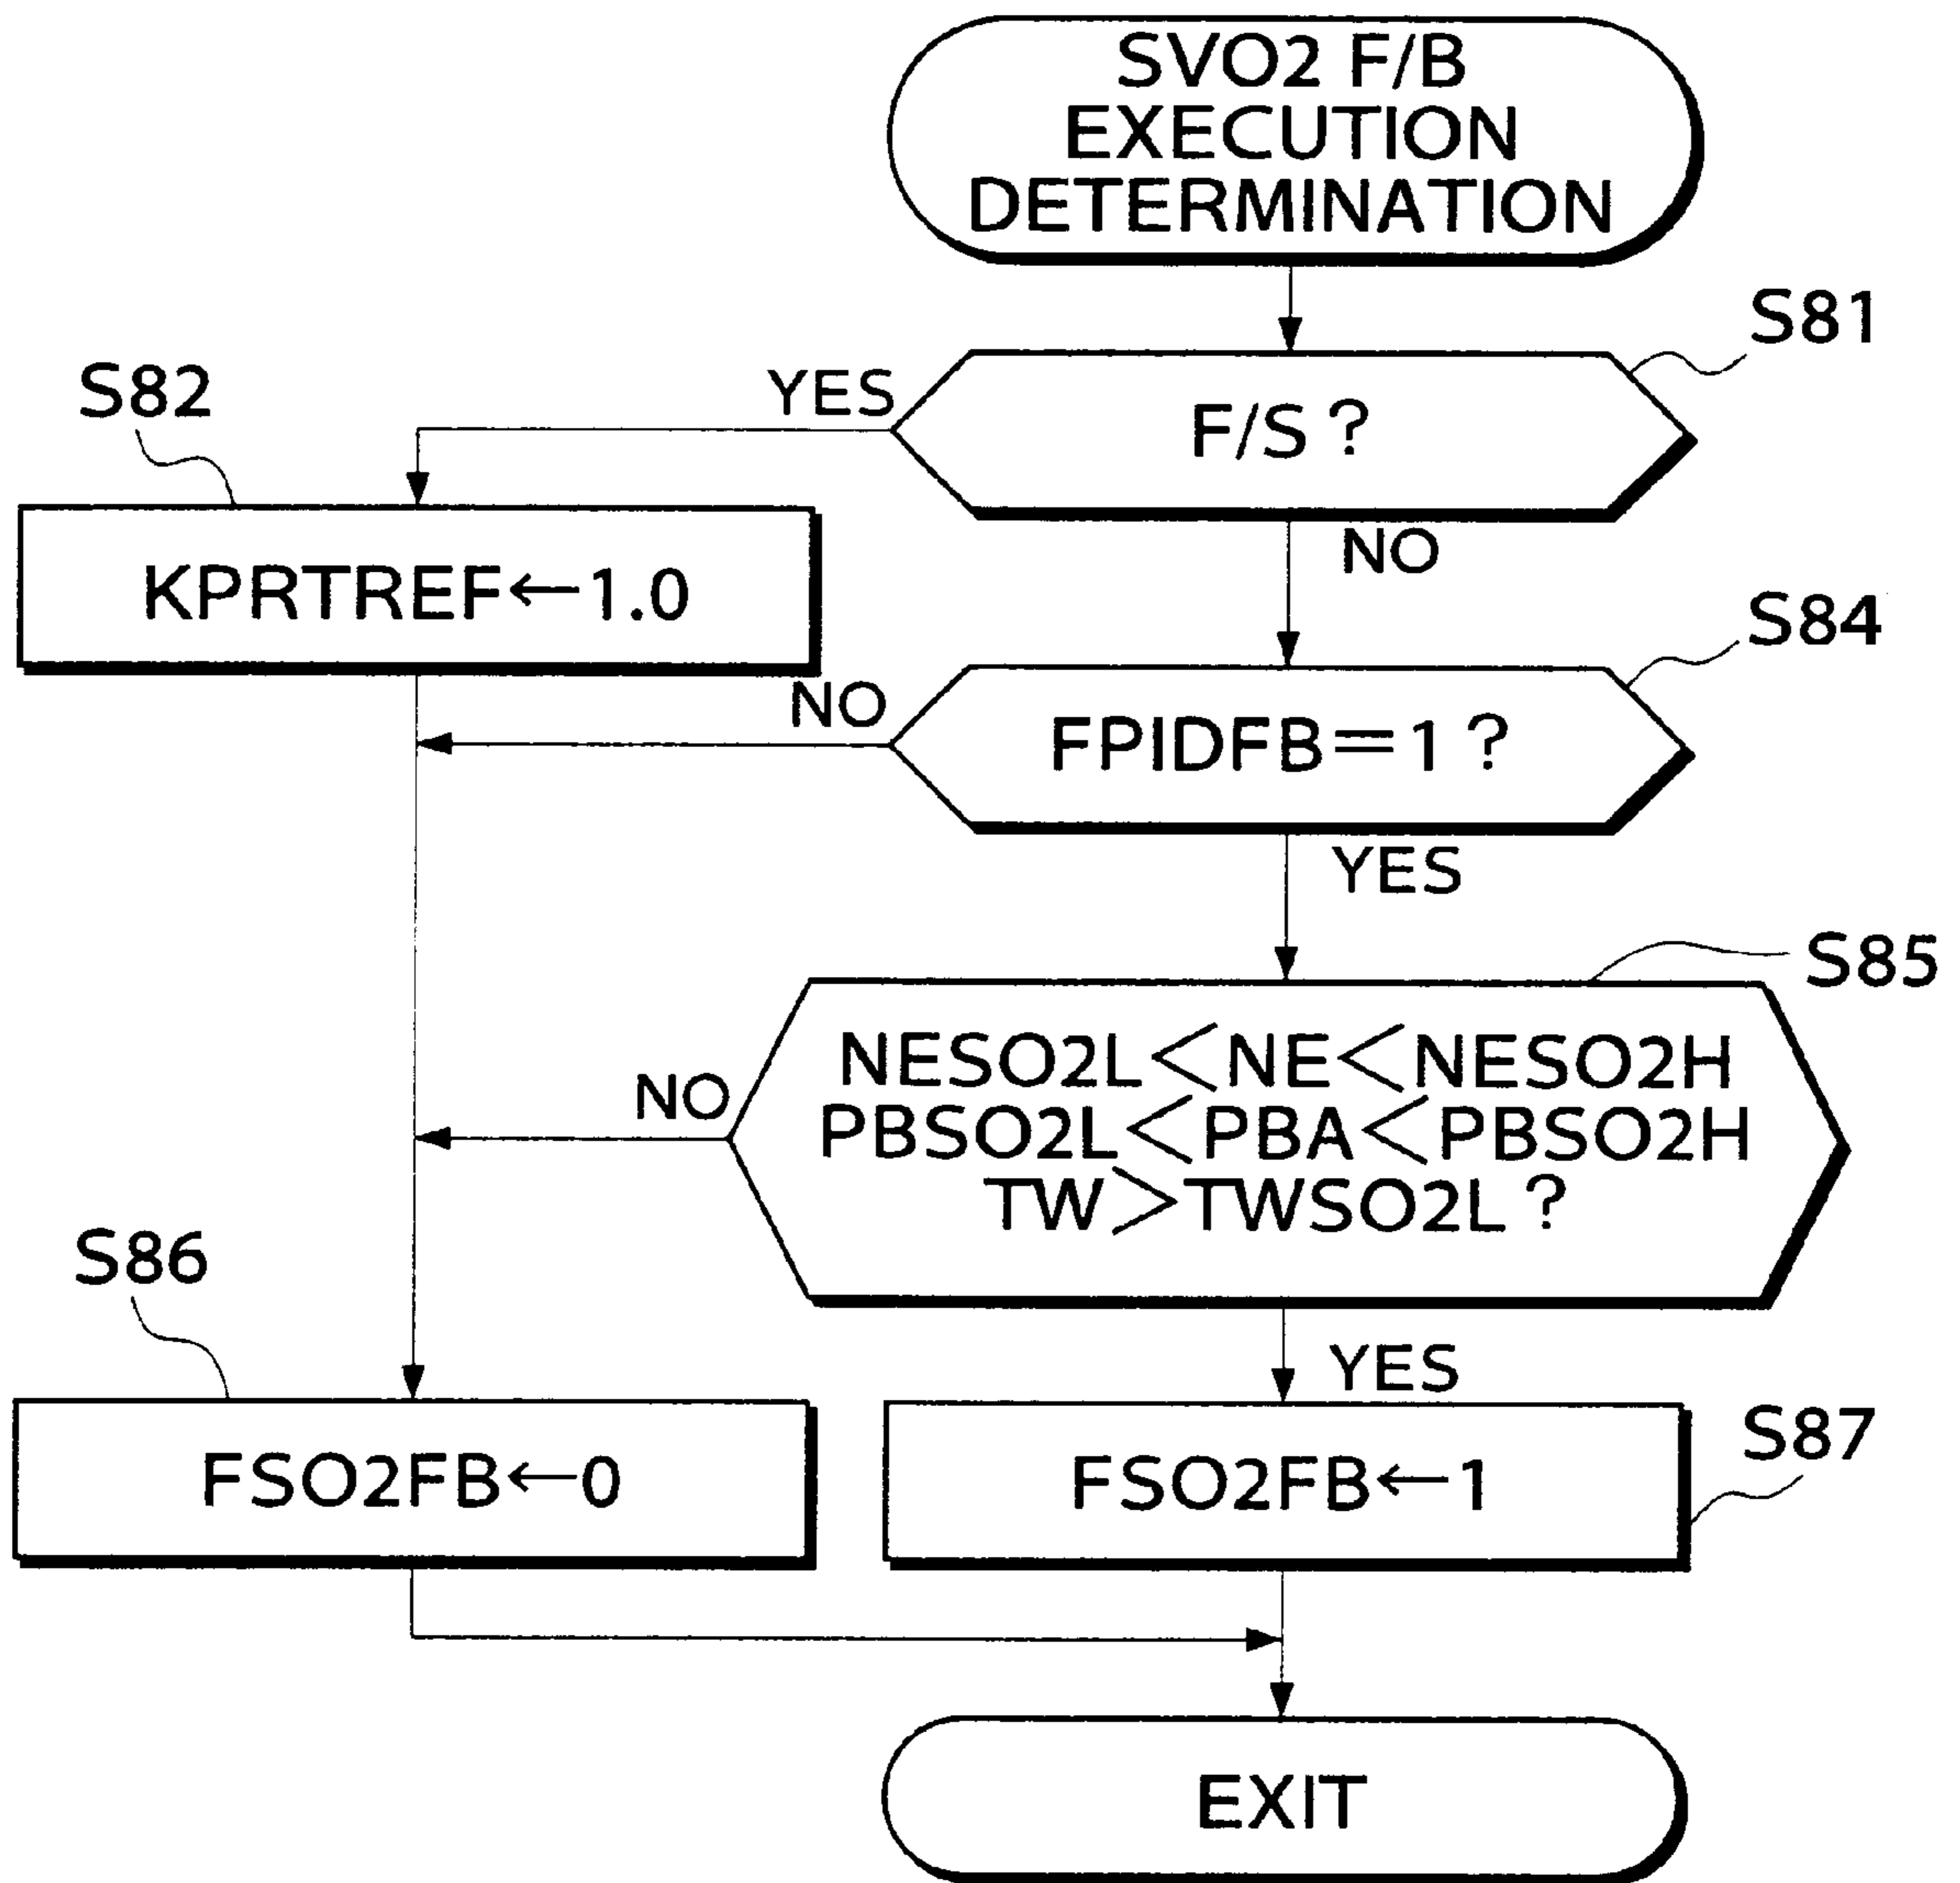 SVO2 F/B
EXECUTION
DETERMINATION
S81
F/S ?
YES
NO
S82
KPRTREF←1.0
S84
FPIDFB=1 ?
NO
YES
S85
NESO2L<NE<NESO2H
PBSO2L<PBA<PBSO2H
TW>TWSO2L ?
NO
YES
S86
FSO2FB←0
S87
FSO2FB←1
EXIT